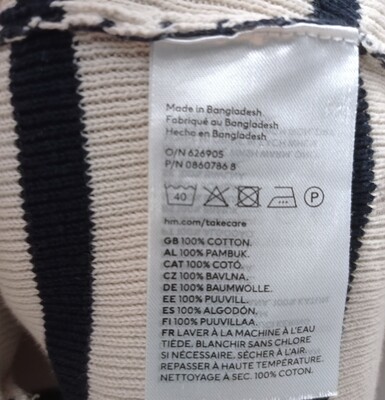 Made in Bangladesh
Fabriqué au Bangladesh
Hecho en Bangladesh
O/N 626905
P/N 0860786 8
40
P
hm.com/takecare
GB 100% COTTON.
AL 100% PAMBUK.
CAT 100% COTÓ.
CZ 100% BAVLNA.
DE 100% BAUMWOLLE.
EE 100% PUUVILL.
ES 100% ALGODÓN.
FI 100% PUUVILLAA.
FR LAVER À LA MACHINE À L'EAU
TIÈDE. BLANCHIR SANS CHLORE
SI NÉCESSAIRE. SÉCHER À L'AIR.
REPASSER À HAUTE TEMPÉRATURE.
NETTOYAGE À SEC. 100% COTON.